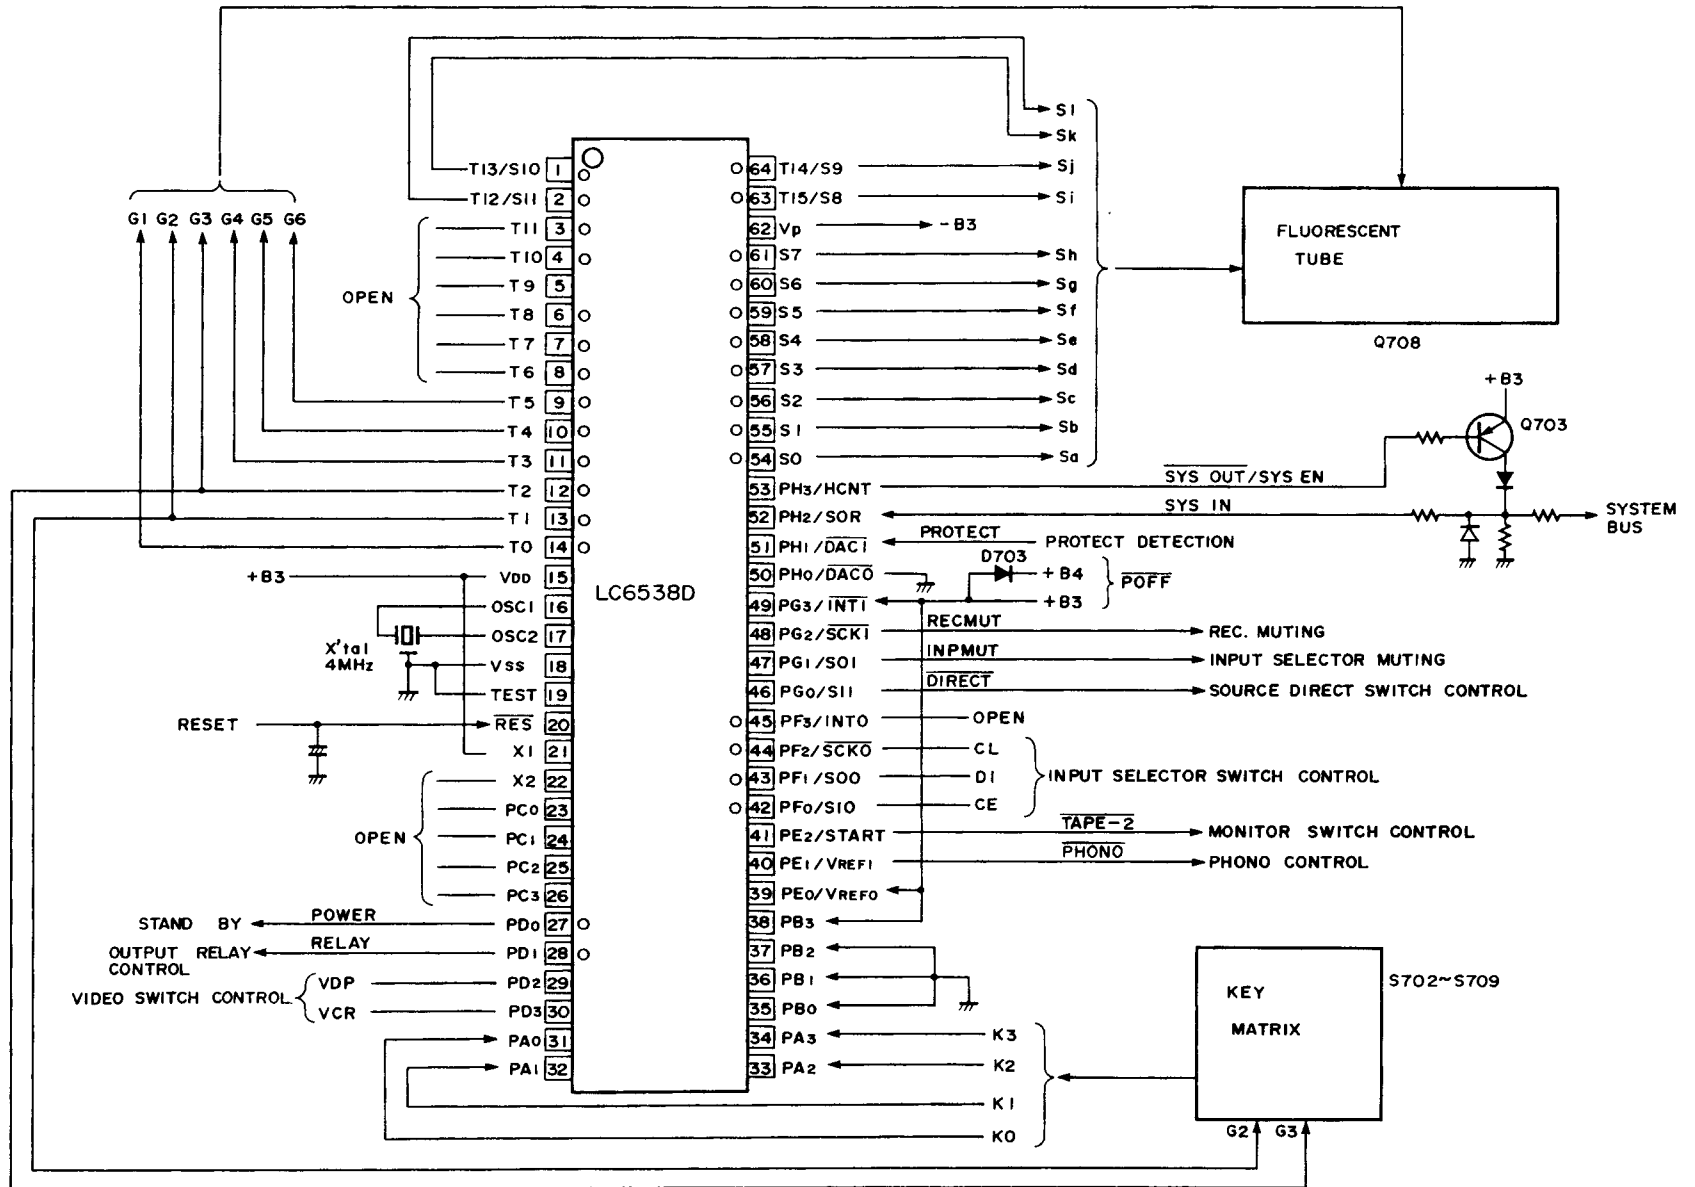 Sl
Sk
T13/S10 1
64 T14/S9 Sj
T12/S11 2
63 T15/S8 Si
G1 G2 G3 G4 G5 G6
T11 3
62 Vp -B3
T10 4
61 S7 Sh
T9 5
60 S6 Sg
OPEN
T8 6
59 S5 Sf
T7 7
58 S4 Se
T6 8
57 S3 Sd
T5 9
56 S2 Sc
T4 10
55 S1 Sb
T3 11
54 S0 Sa
FLUORESCENT
TUBE
Q708
+B3
Q703
T2 12
53 PH3/HCNT SYS OUT/SYS EN
T1 13
52 PH2/SOR SYS IN
SYSTEM
BUS
T0 14
51 PH1/DAC1 PROTECT PROTECT DETECTION
+B3 VDD 15
50 PH0/DAC0
D703 +B4
POFF
LC6538D
OSC1 16
49 PG3/INT1 +B3
OSC2 17
48 PG2/SCK1 RECMUT REC. MUTING
X'tal
4MHz
VSS 18
47 PG1/SO1 INPMUT INPUT SELECTOR MUTING
TEST 19
46 PG0/SI1 DIRECT SOURCE DIRECT SWITCH CONTROL
RESET RES 20
45 PF3/INT0 OPEN
X1 21
44 PF2/SCK0 CL
X2 22
43 PF1/SO0 DI
INPUT SELECTOR SWITCH CONTROL
PC0 23
42 PF0/SI0 CE
OPEN
PC1 24
41 PE2/START TAPE-2 MONITOR SWITCH CONTROL
PC2 25
40 PE1/VREF1 PHONO PHONO CONTROL
PC3 26
39 PE0/VREF0
STAND BY POWER PD0 27
38 PB3
OUTPUT RELAY
CONTROL
RELAY PD1 28
37 PB2
VIDEO SWITCH CONTROL
VDP PD2 29
36 PB1
VCR PD3 30
35 PB0
PA0 31
34 PA3 K3
PA1 32
33 PA2 K2
K1
K0
KEY
MATRIX
S702~S709
G2 G3